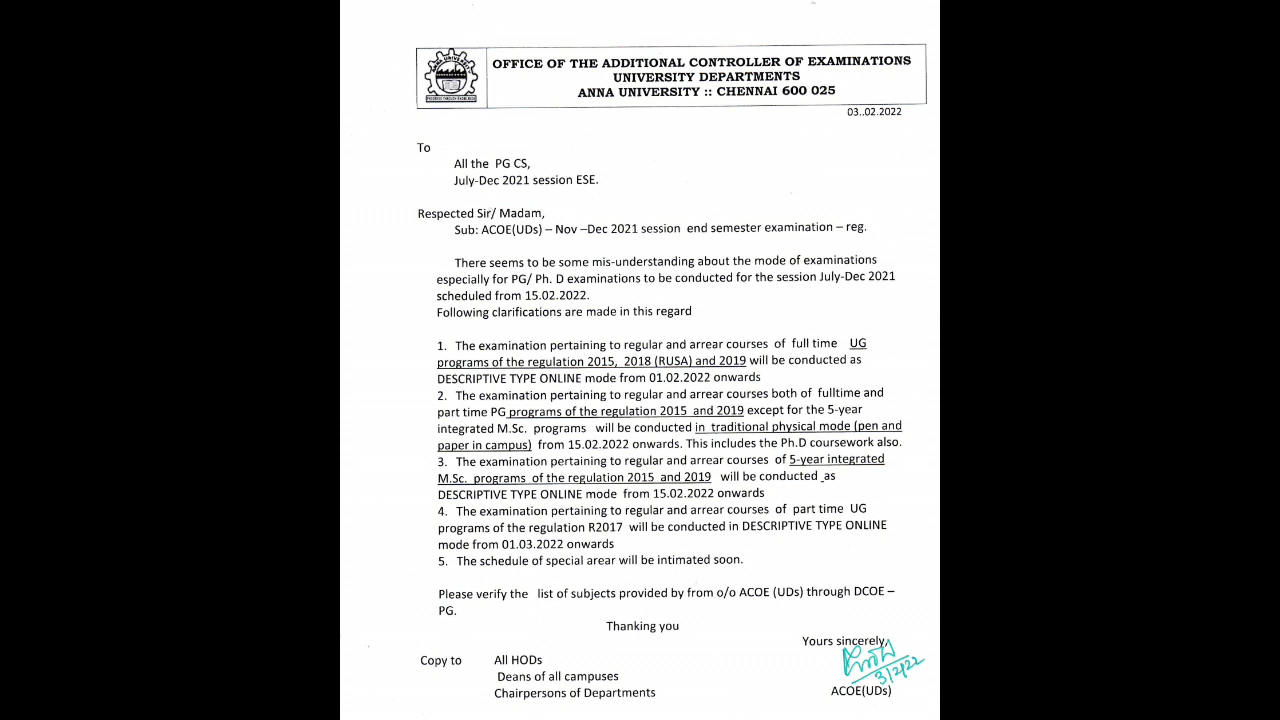 ANNA UNIVERSITY
PROGRESS THROUGH KNOWLEDGE
OFFICE OF THE ADDITIONAL CONTROLLER OF EXAMINATIONS
UNIVERSITY DEPARTMENTS
ANNA UNIVERSITY :: CHENNAI 600 025
03..02.2022
To
All the PG CS,
July-Dec 2021 session ESE.
Respected Sir/ Madam,
Sub: ACOE(UDs) – Nov –Dec 2021 session end semester examination – reg.
There seems to be some mis-understanding about the mode of examinations
especially for PG/ Ph. D examinations to be conducted for the session July-Dec 2021
scheduled from 15.02.2022.
Following clarifications are made in this regard
1. The examination pertaining to regular and arrear courses of full time UG
programs of the regulation 2015, 2018 (RUSA) and 2019 will be conducted as
DESCRIPTIVE TYPE ONLINE mode from 01.02.2022 onwards
2. The examination pertaining to regular and arrear courses both of fulltime and
part time PG programs of the regulation 2015 and 2019 except for the 5-year
integrated M.Sc. programs will be conducted in traditional physical mode (pen and
paper in campus) from 15.02.2022 onwards. This includes the Ph.D coursework also.
3. The examination pertaining to regular and arrear courses of 5-year integrated
M.Sc. programs of the regulation 2015 and 2019 will be conducted as
DESCRIPTIVE TYPE ONLINE mode from 15.02.2022 onwards
4. The examination pertaining to regular and arrear courses of part time UG
programs of the regulation R2017 will be conducted in DESCRIPTIVE TYPE ONLINE
mode from 01.03.2022 onwards
5. The schedule of special arear will be intimated soon.
Please verify the list of subjects provided by from o/o ACOE (UDs) through DCOE –
PG.
Thanking you
Yours sincerely,
3/2/22
ACOE(UDs)
Copy to All HODs
Deans of all campuses
Chairpersons of Departments